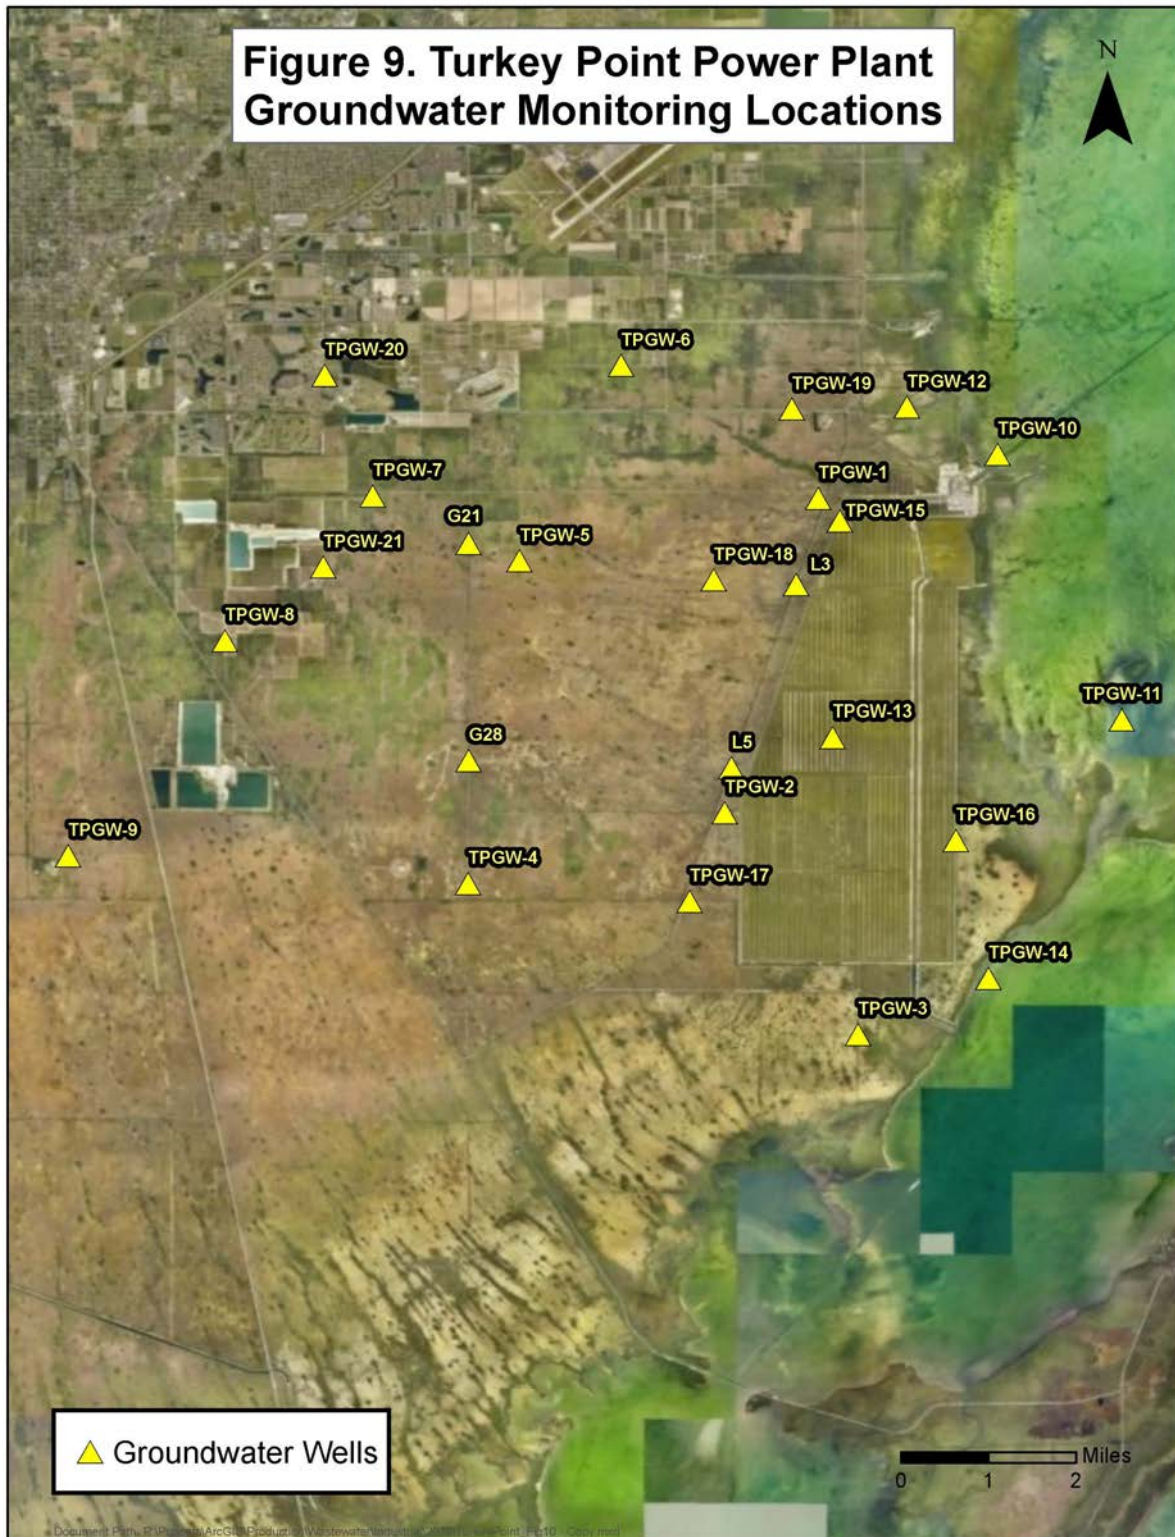 Figure 9. Turkey Point Power Plant
Groundwater Monitoring Locations
N
TPGW-6
TPGW-20
TPGW-19
TPGW-12
TPGW-10
TPGW-7
TPGW-1
G21
TPGW-15
TPGW-5
TPGW-21
TPGW-18
L3
TPGW-8
TPGW-11
TPGW-13
G28
L5
TPGW-2
TPGW-16
TPGW-9
TPGW-4
TPGW-17
TPGW-14
TPGW-3
Groundwater Wells
Miles
0 1 2
Document Path: